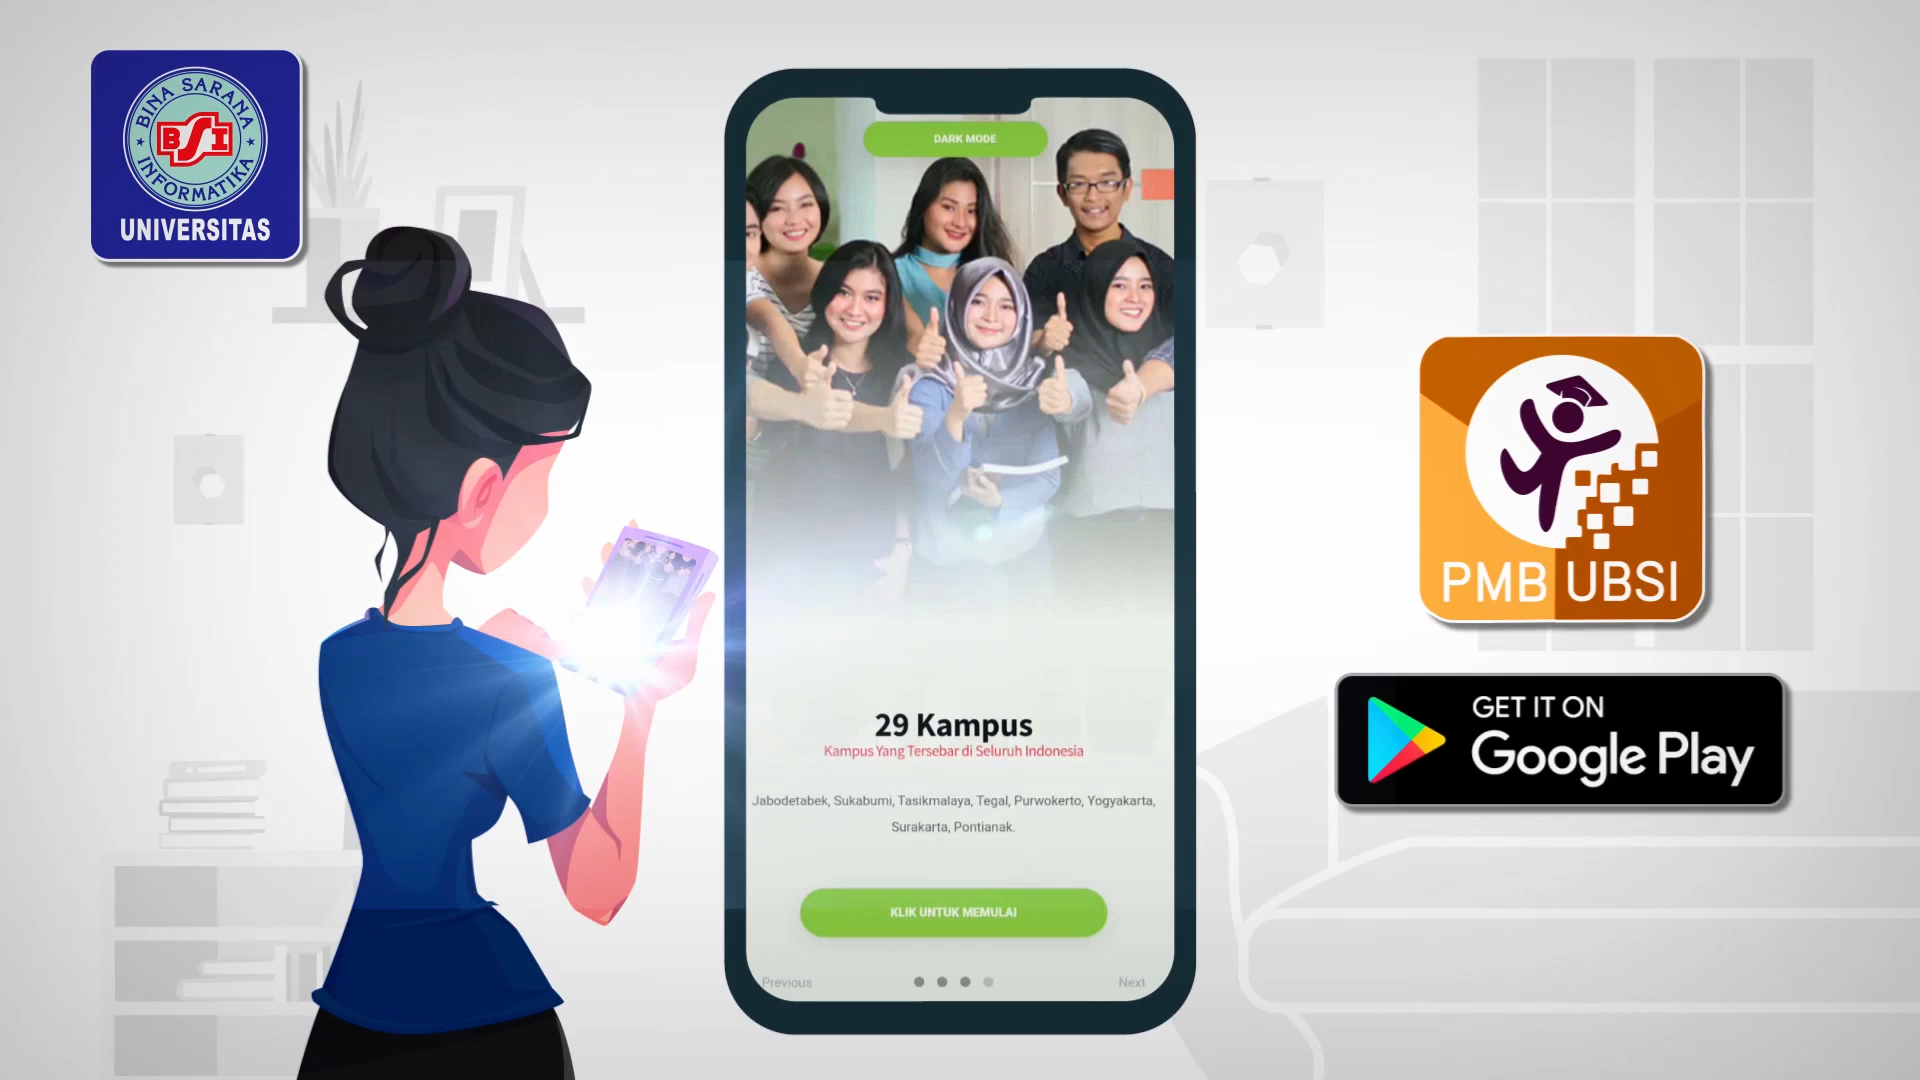 BINA SARANA
BSI
INFORMATIKA
UNIVERSITAS
DARK MODE
29 Kampus
Kampus Yang Tersebar di Seluruh Indonesia
Jabodetabek, Sukabumi, Tasikmalaya, Tegal, Purwokerto, Yogyakarta,
Surakarta, Pontianak.
KLIK UNTUK MEMULAI
Previous
Next
PMB UBSI
GET IT ON
Google Play